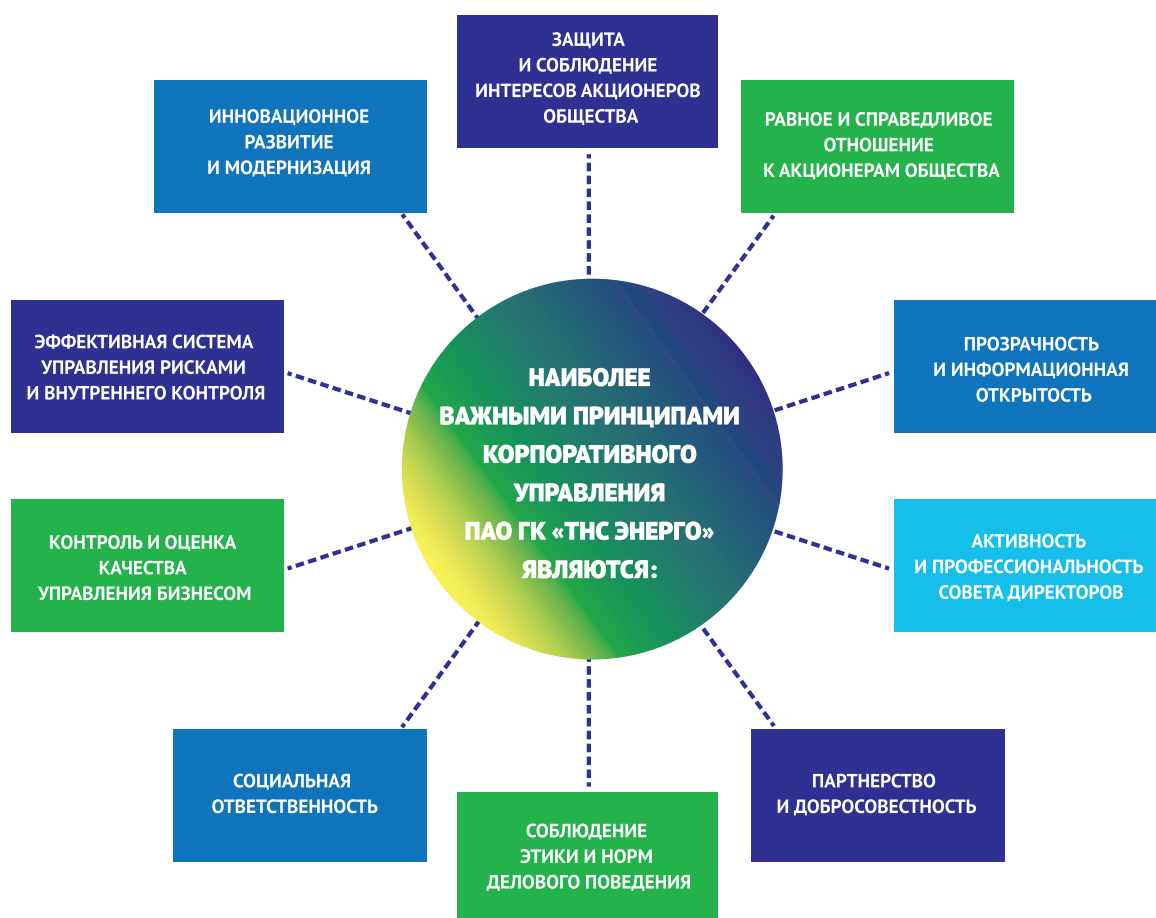 ЗАЩИТА
И СОБЛЮДЕНИЕ
ИНТЕРЕСОВ АКЦИОНЕРОВ
ОБЩЕСТВА
ИННОВАЦИОННОЕ
РАЗВИТИЕ
И МОДЕРНИЗАЦИЯ
РАВНОЕ И СПРАВЕДЛИВОЕ
ОТНОШЕНИЕ
К АКЦИОНЕРАМ ОБЩЕСТВА
ЭФФЕКТИВНАЯ СИСТЕМА
УПРАВЛЕНИЯ РИСКАМИ
И ВНУТРЕННЕГО КОНТРОЛЯ
ПРОЗРАЧНОСТЬ
И ИНФОРМАЦИОННАЯ
ОТКРЫТОСТЬ
НАИБОЛЕЕ
ВАЖНЫМИ ПРИНЦИПАМИ
КОРПОРАТИВНОГО
УПРАВЛЕНИЯ
ПАО ГК «ТНС ЭНЕРГО»
ЯВЛЯЮТСЯ:
КОНТРОЛЬ И ОЦЕНКА
КАЧЕСТВА
УПРАВЛЕНИЯ БИЗНЕСОМ
АКТИВНОСТЬ
И ПРОФЕССИОНАЛЬНОСТЬ
СОВЕТА ДИРЕКТОРОВ
СОЦИАЛЬНАЯ
ОТВЕТСТВЕННОСТЬ
ПАРТНЕРСТВО
И ДОБРОСОВЕСТНОСТЬ
СОБЛЮДЕНИЕ
ЭТИКИ И НОРМ
ДЕЛОВОГО ПОВЕДЕНИЯ